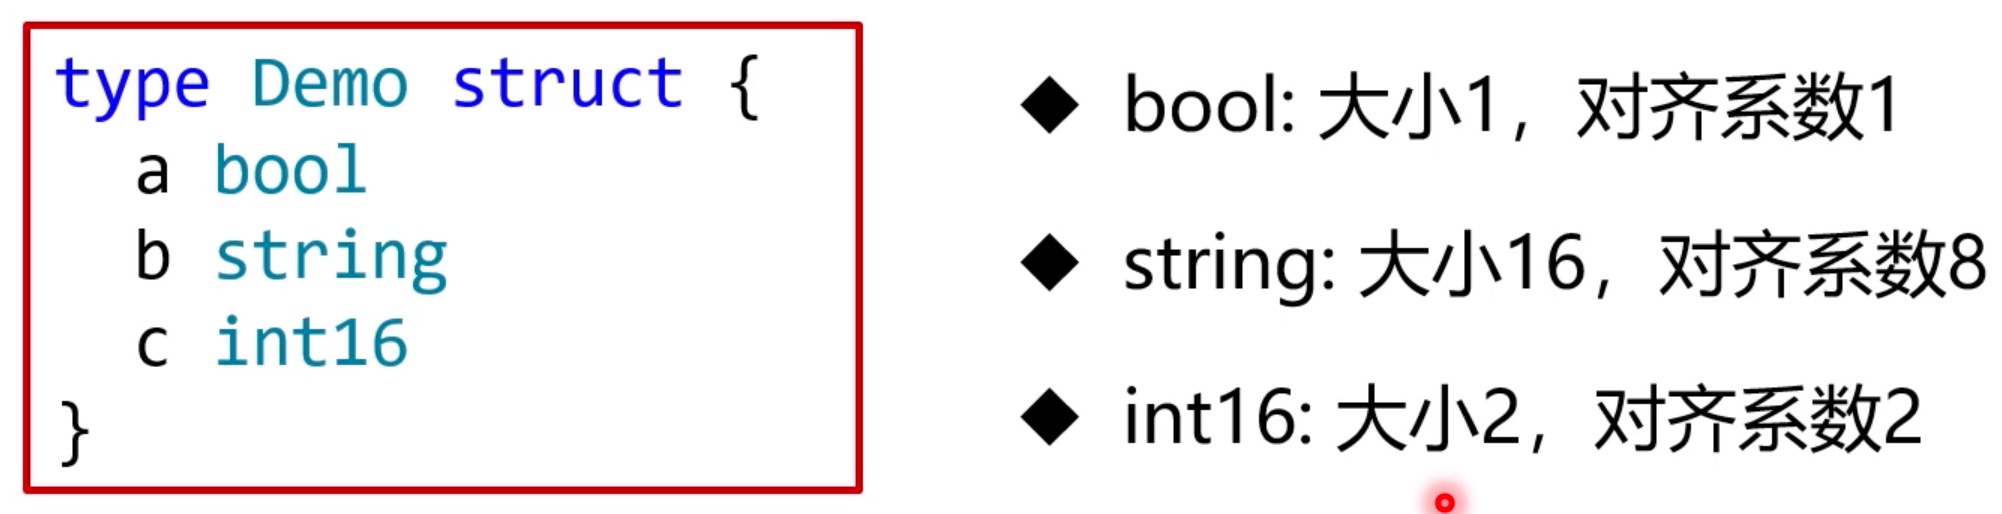 type Demo struct {
a bool
b string
c int16
}
◆ bool: 大小1，对齐系数1
◆ string: 大小16，对齐系数8
◆ int16: 大小2，对齐系数2